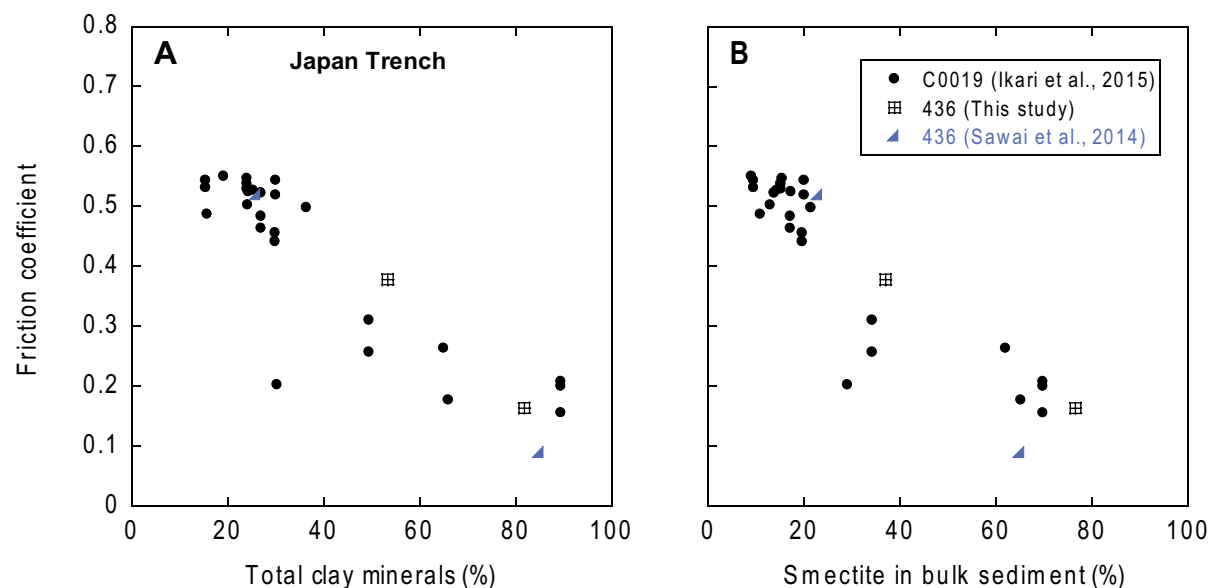 A
Japan Trench
Friction coefficient
0.8
0.7
0.6
0.5
0.4
0.3
0.2
0.1
0
0 20 40 60 80 100
Total clay minerals (%)
B
C0019 (Ikari et al., 2015)
436 (This study)
436 (Sawai et al., 2014)
0 20 40 60 80 100
Smectite in bulk sediment (%)